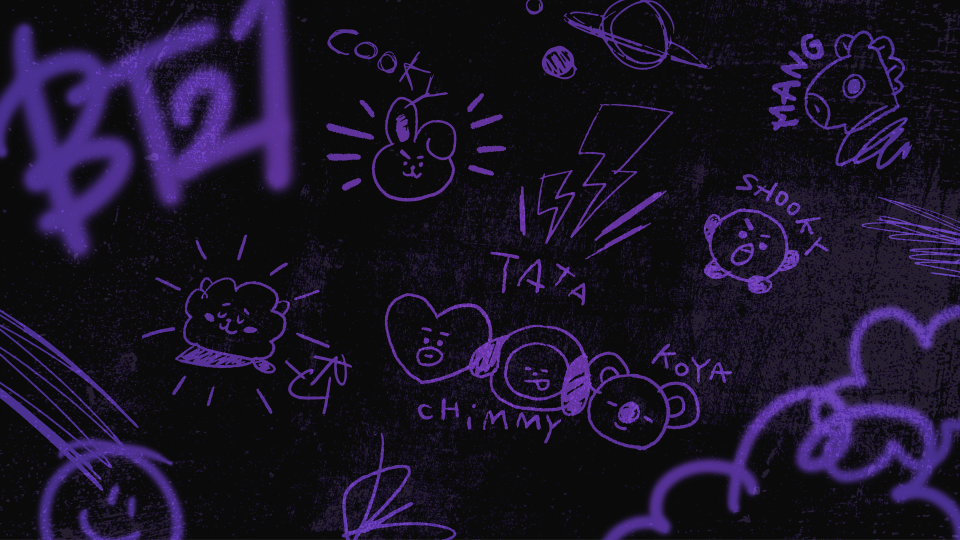 BT21
CooKY
MANG
SHooKY
TATA
RJ
KoYA
cHiMMY